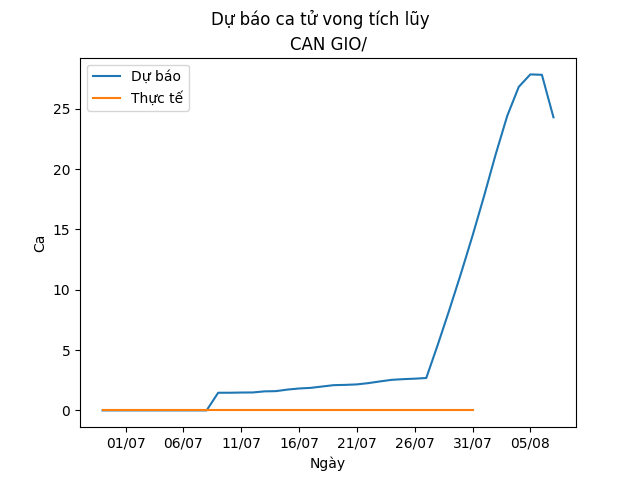 Dự báo ca tử vong tích lũy
CAN GIO/
Dự báo
Thực tế
Ca
25
20
15
10
5
0
01/07 06/07 11/07 16/07 21/07 26/07 31/07 05/08
Ngày